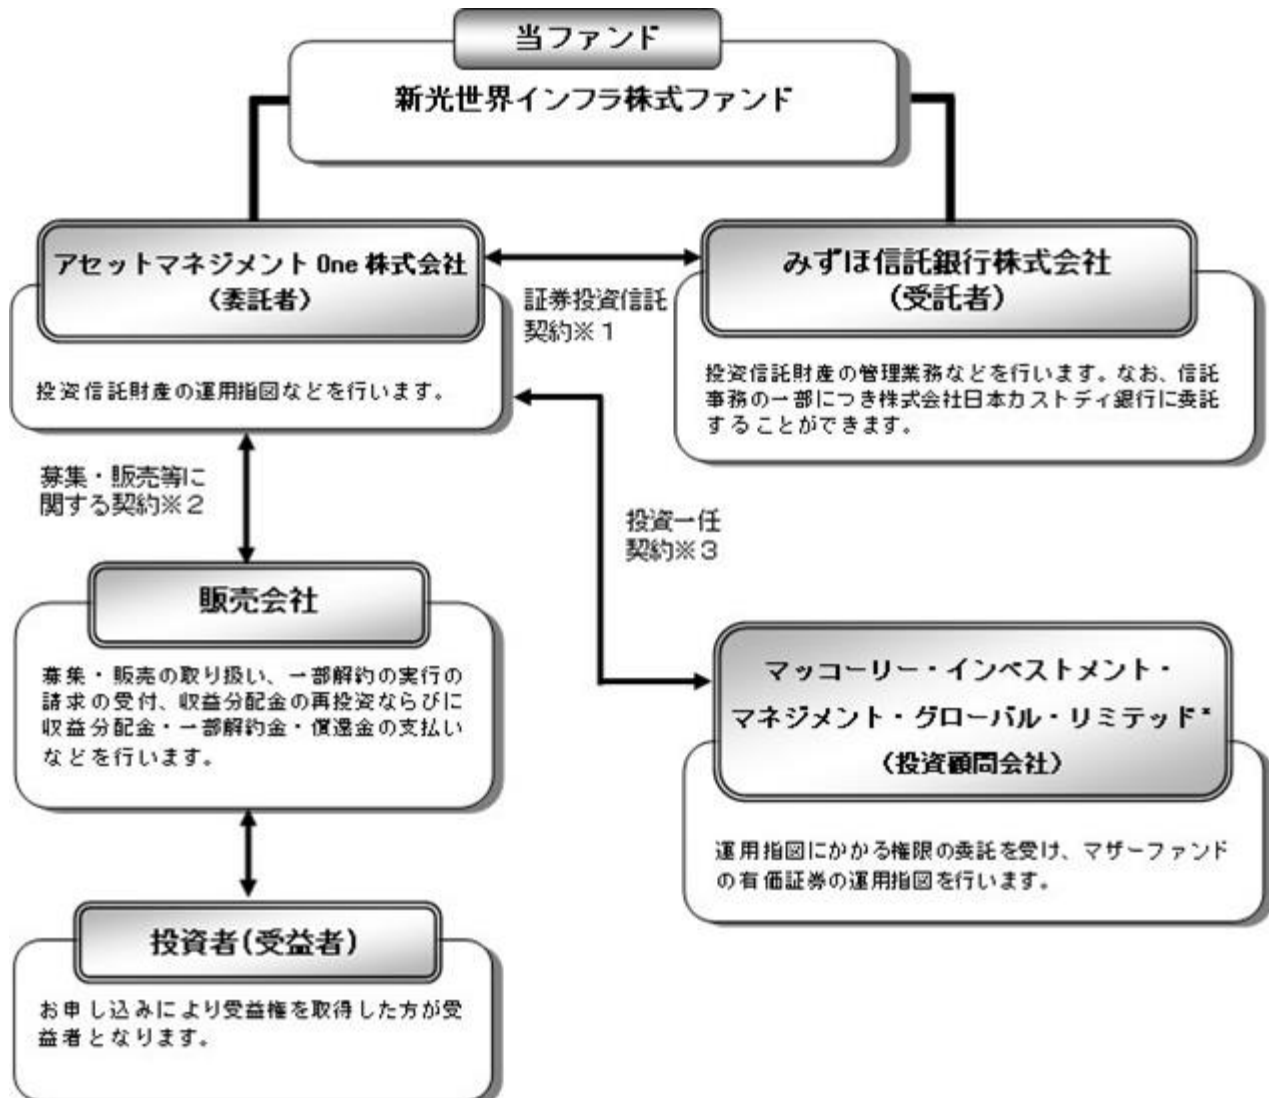 当ファンド
新光世界インフラ株式ファンド
アセットマネジメント One 株式会社
（委託者）
投資信託財産の運用指図などを行います。
証券投資信託
契約※１
みずほ信託銀行株式会社
（受託者）
投資信託財産の管理業務などを行います。なお、信託
事務の一部につき株式会社日本カストディ銀行に委託
することができます。
募集・販売等に
関する契約※２
投資一任
契約※３
販売会社
募集・販売の取り扱い、一部解約の実行の
請求の受付、収益分配金の再投資ならびに
収益分配金・一部解約金・償還金の支払い
などを行います。
マッコーリー・インベストメント・
マネジメント・グローバル・リミテッド*
（投資顧問会社）
運用指図にかかる権限の委託を受け、マザーファンド
の有価証券の運用指図を行います。
投資者(受益者)
お申し込みにより受益権を取得した方が受
益者となります。